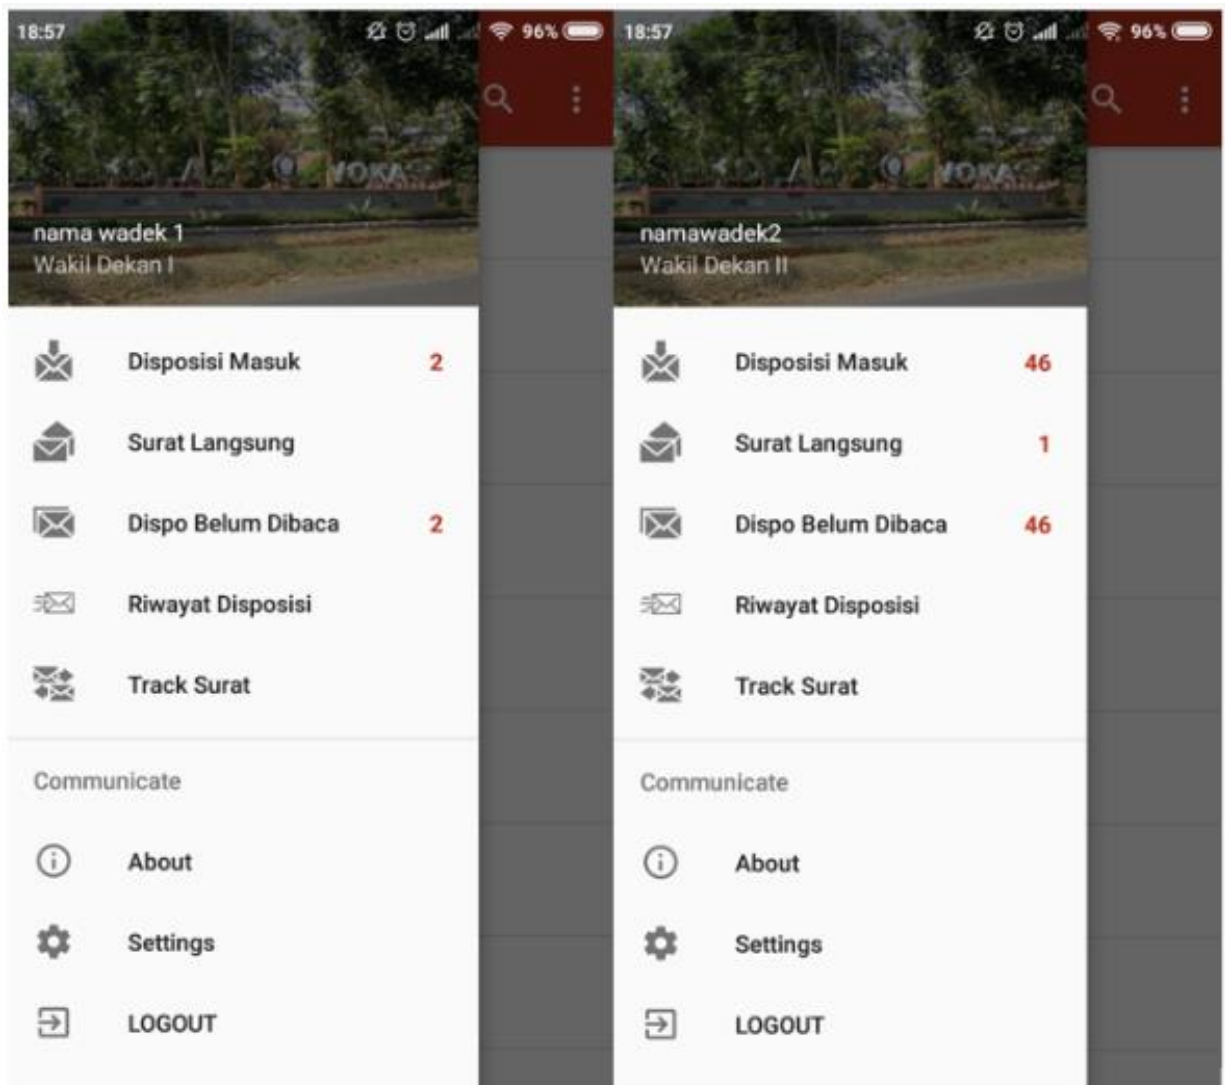 18:57
96%
nama wadek 1
Wakil Dekan I
Disposisi Masuk 2
Surat Langsung
Dispo Belum Dibaca 2
Riwayat Disposisi
Track Surat
Communicate
About
Settings
LOGOUT
18:57
96%
namawadek2
Wakil Dekan II
Disposisi Masuk 46
Surat Langsung 1
Dispo Belum Dibaca 46
Riwayat Disposisi
Track Surat
Communicate
About
Settings
LOGOUT